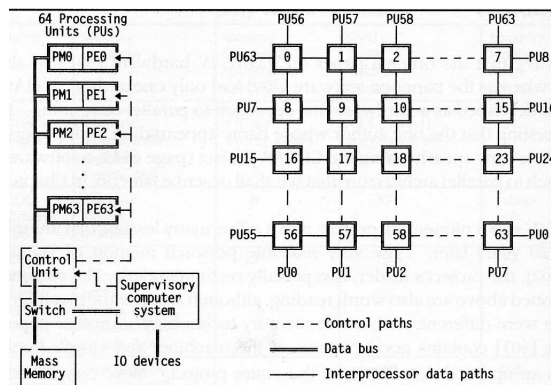 64 Processing
Units (PUs)
PU56 PU57 PU58 PU63
PM0 PE0
PU63 0 1 2 7 PU8
PM1 PE1
PU7 8 9 10 15 PU16
PM2 PE2
PU15 16 17 18 23 PU24
PM63 PE63
PU55 56 57 58 63 PU0
PU0 PU1 PU2 PU7
Control
Unit
Supervisory
computer
system
Switch
Control paths
Data bus
Mass
Memory
IO devices
Interprocessor data paths